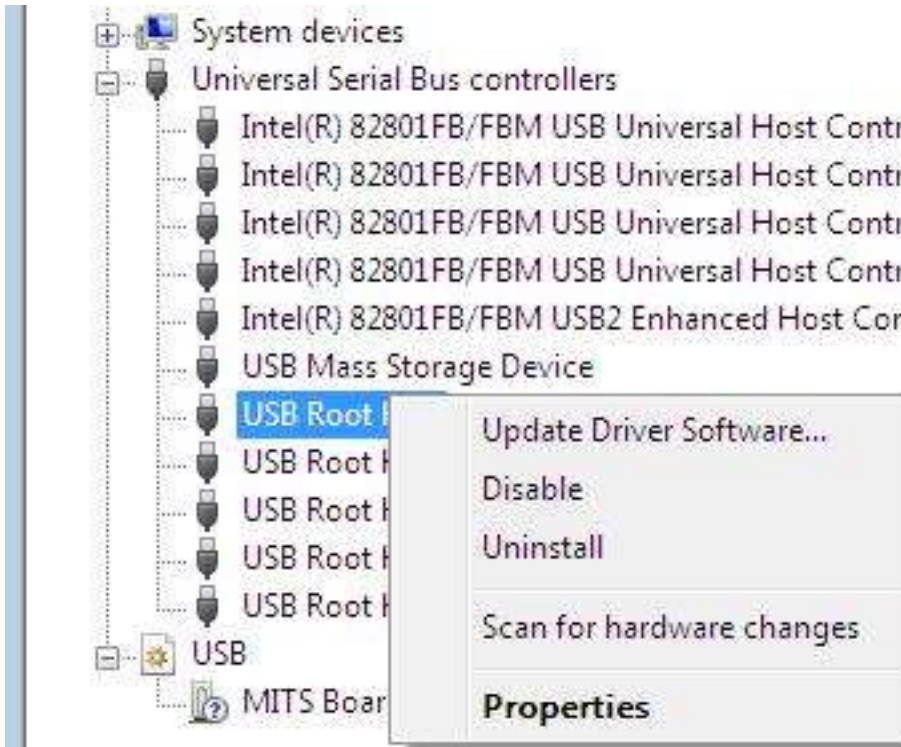 System devices
Universal Serial Bus controllers
Intel(R) 82801FB/FBM USB Universal Host Contr
Intel(R) 82801FB/FBM USB Universal Host Contr
Intel(R) 82801FB/FBM USB Universal Host Contr
Intel(R) 82801FB/FBM USB Universal Host Contr
Intel(R) 82801FB/FBM USB2 Enhanced Host Cor
USB Mass Storage Device
USB Root H
USB Root H
USB Root H
USB Root H
USB Root H
USB
MITS Boar
Update Driver Software...
Disable
Uninstall
Scan for hardware changes
Properties